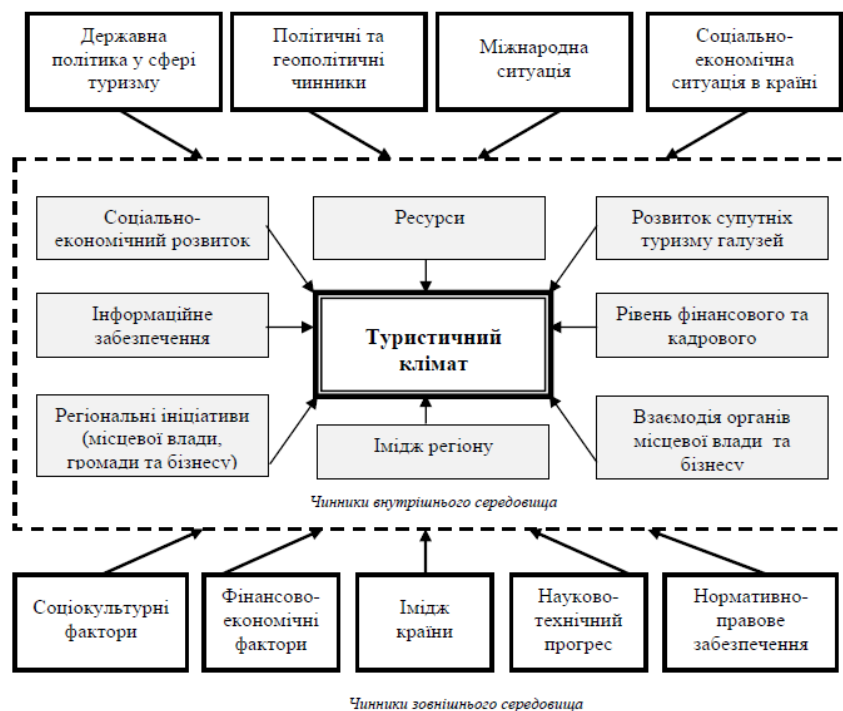 Державна
політика у сфері
туризму
Політичні та
геополітичні
чинники
Міжнародна
ситуація
Соціально-
економічна
ситуація в країні
Соціально-
економічний розвиток
Ресурси
Розвиток супутніх
туризму галузей
Інформаційне
забезпечення
Туристичний
клімат
Рівень фінансового та
кадрового
Регіональні ініціативи
(місцевої влади,
громади та бізнесу)
Імідж регіону
Взаємодія органів
місцевої влади та
бізнесу
Чинники внутрішнього середовища
Соціокультурні
фактори
Фінансово-
економічні
фактори
Імідж
країни
Науково-
технічний
прогрес
Нормативно-
правове
забезпечення
Чинники зовнішнього середовища